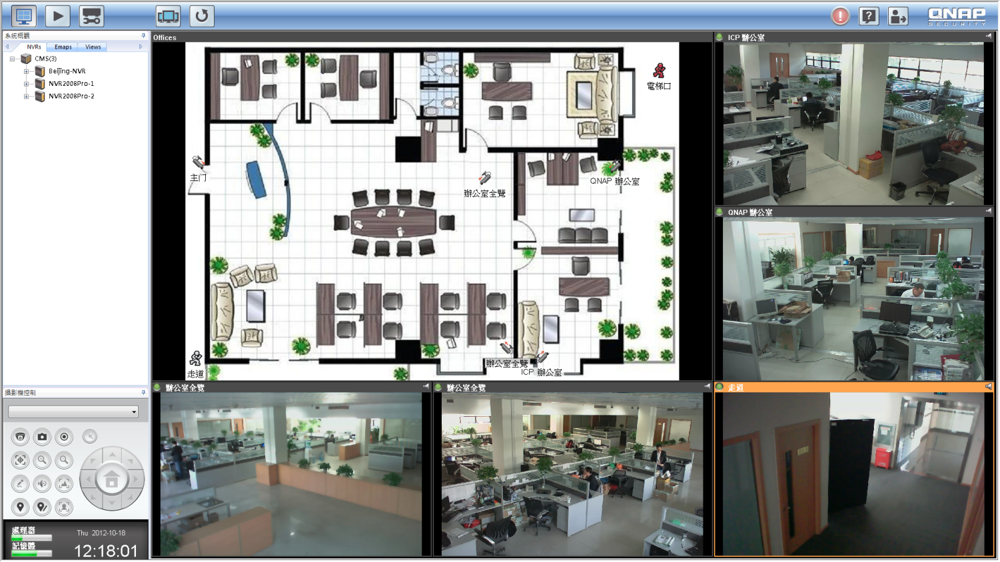 QNAP
SECURITY
系統概觀
NVRs
Emaps
Views
CMS(3)
Beijing-NVR
NVR2008Pro-1
NVR2008Pro-2
攝影機控制
處理器
記憶體
Thu 2012-10-18
12:18:01
Offices
電梯口
主门
QNAP 辦公室
辦公室全覽
辦公室全覽
ICP 辦公室
走道
ICP 辦公室
QNAP 辦公室
辦公室全覽
辦公室全覽
走道